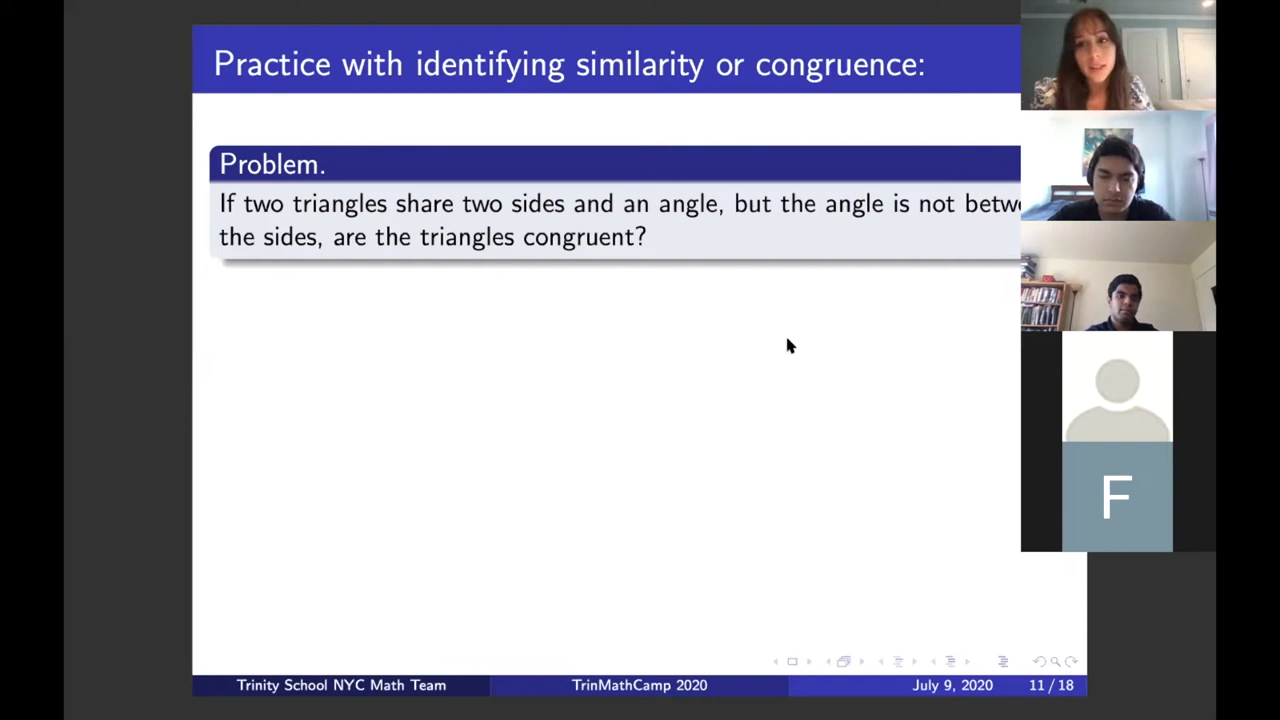 Practice with identifying similarity or congruence:
Problem.
If two triangles share two sides and an angle, but the angle is not
the sides, are the triangles congruent?
F
Trinity School NYC Math Team TrinMathCamp 2020 July 9, 2020 11 / 18